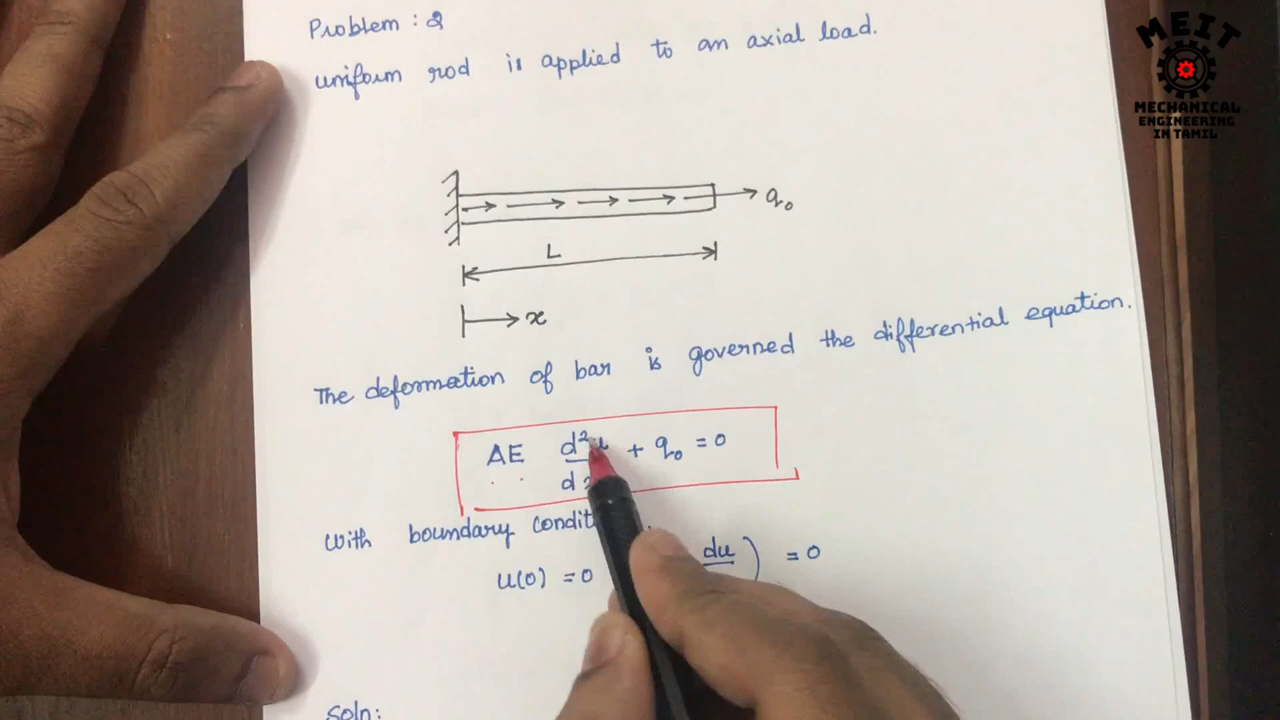 Problem : 2
uniform rod is applied to an axial load.
MEIT
MECHANICAL
ENGINEERING
IN TAMIL
q₀
L
x
The deformation of bar is governed the differential equation.
AE d²u + q₀ = 0
d
With boundary
u(0) = 0 du ) = 0
Soln: